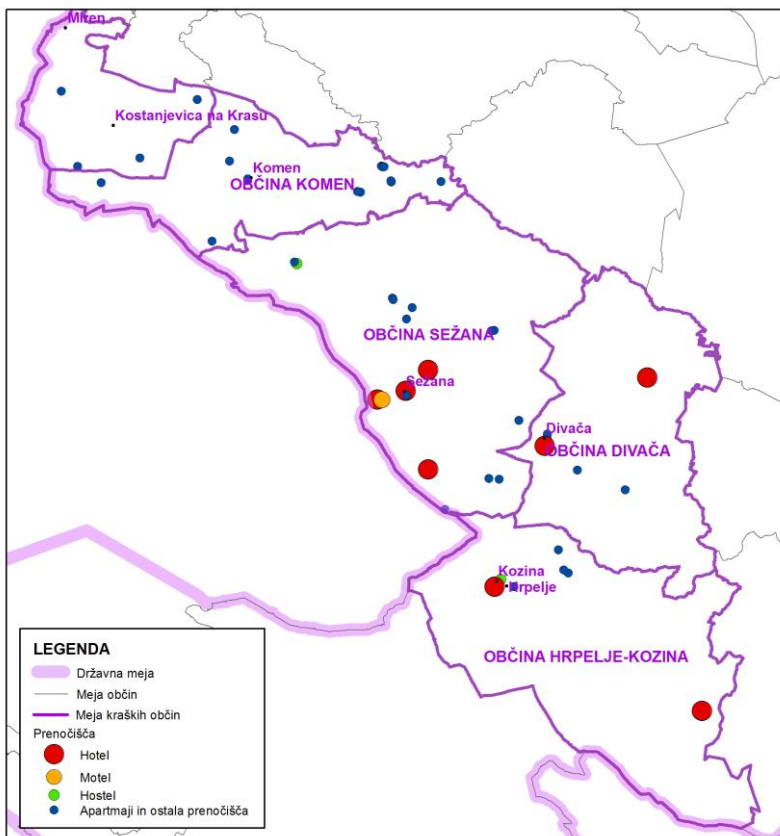 Miren
Kostanjevica na Krasu
Komen
OBČINA KOMEN
OBČINA SEŽANA
Sežana
Divača
OBČINA DIVAČA
Kozina
Hrpelje
OBČINA HRPELJE-KOZINA
LEGENDA
Državna meja
Meja občin
Meja kraških občin
Prenočišča
Hotel
Motel
Hostel
Apartmaji in ostala prenočišča